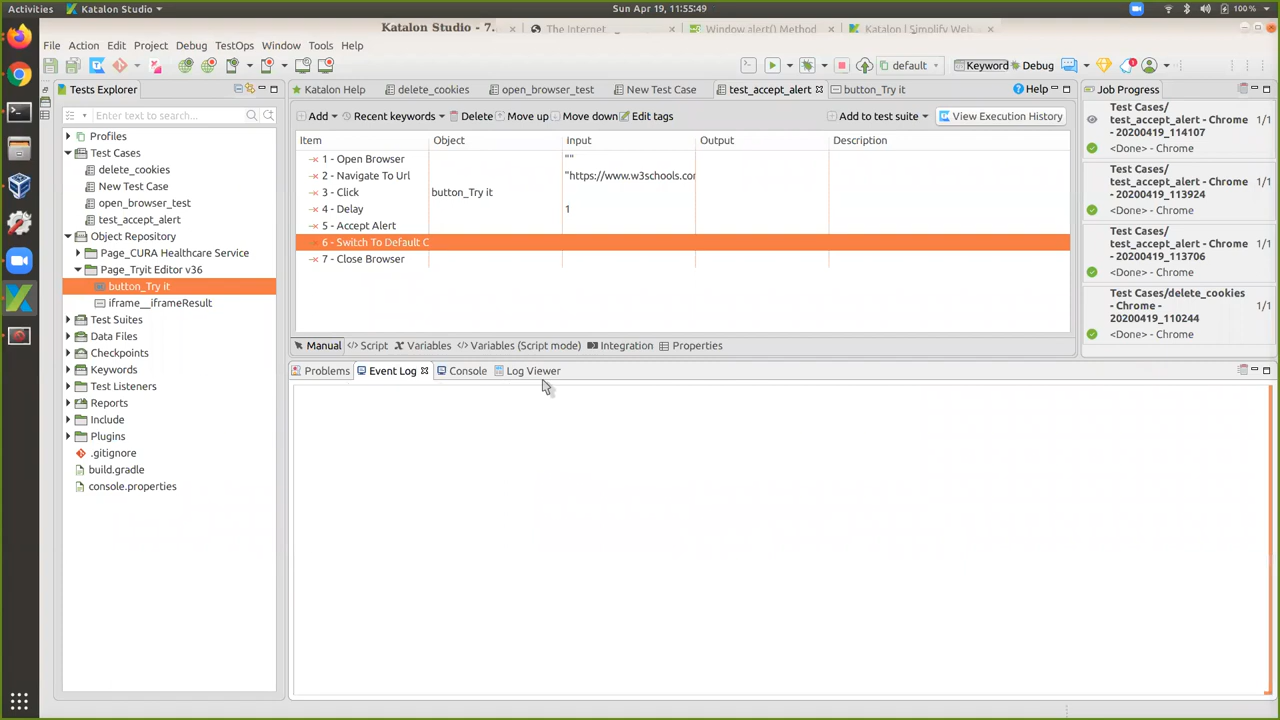 Activities Katalon Studio Sun Apr 19, 11:55:49 100 %
Katalon Studio - 7. The Internet Window alert() Method Katalon | Simplify Web
File Action Edit Project Debug TestOps Window Tools Help
default Keyword Debug
Tests Explorer
Enter text to search...
Profiles
Test Cases
delete_cookies
New Test Case
open_browser_test
test_accept_alert
Object Repository
Page_CURA Healthcare Service
Page_Tryit Editor v36
button_Try it
iframe__iframeResult
Test Suites
Data Files
Checkpoints
Keywords
Test Listeners
Reports
Include
Plugins
.gitignore
build.gradle
console.properties
Katalon Help delete_cookies open_browser_test New Test Case test_accept_alert button_Try it Help
Add Recent keywords Delete Move up Move down Edit tags Add to test suite View Execution History
Item Object Input Output Description
1 - Open Browser ""
2 - Navigate To Url "https://www.w3schools.co
3 - Click button_Try it
4 - Delay 1
5 - Accept Alert
6 - Switch To Default C
7 - Close Browser
Manual Script Variables Variables (Script mode) Integration Properties
Problems Event Log Console Log Viewer
Job Progress
Test Cases/
test_accept_alert - Chrome 1/1
- 20200419_114107
<Done> - Chrome
Test Cases/
test_accept_alert - Chrome 1/1
- 20200419_113924
<Done> - Chrome
Test Cases/
test_accept_alert - Chrome 1/1
- 20200419_113706
<Done> - Chrome
Test Cases/delete_cookies
- Chrome - 1/1
20200419_110244
<Done> - Chrome